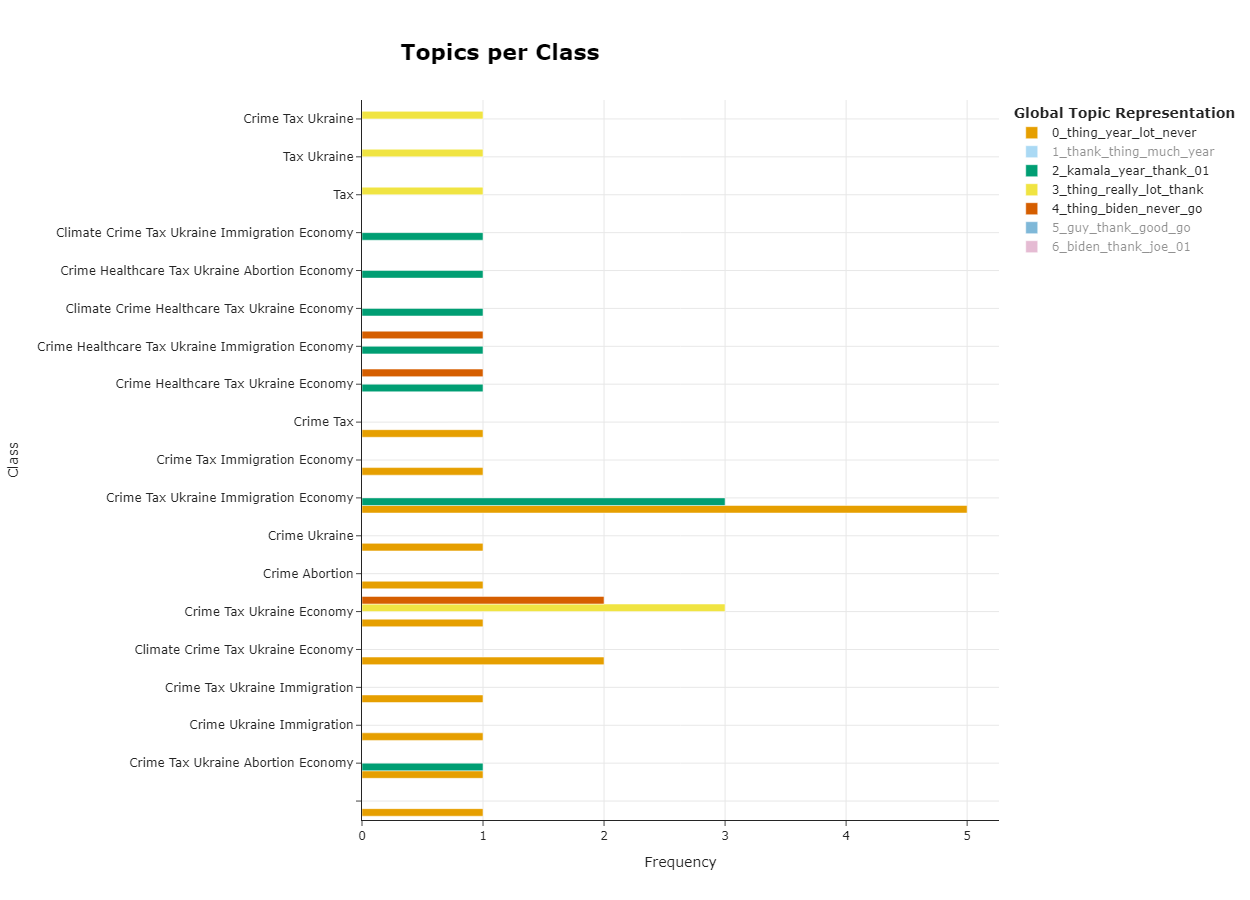 Topics per Class
Crime Tax Ukraine
Tax Ukraine
Tax
Climate Crime Tax Ukraine Immigration Economy
Crime Healthcare Tax Ukraine Abortion Economy
Climate Crime Healthcare Tax Ukraine Economy
Crime Healthcare Tax Ukraine Immigration Economy
Crime Healthcare Tax Ukraine Economy
Crime Tax
Crime Tax Immigration Economy
Crime Tax Ukraine Immigration Economy
Crime Ukraine
Crime Abortion
Crime Tax Ukraine Economy
Climate Crime Tax Ukraine Economy
Crime Tax Ukraine Immigration
Crime Ukraine Immigration
Crime Tax Ukraine Abortion Economy
Class
0 1 2 3 4 5
Frequency
Global Topic Representation
0_thing_year_lot_never
1_thank_thing_much_year
2_kamala_year_thank_01
3_thing_really_lot_thank
4_thing_biden_never_go
5_guy_thank_good_go
6_biden_thank_joe_01